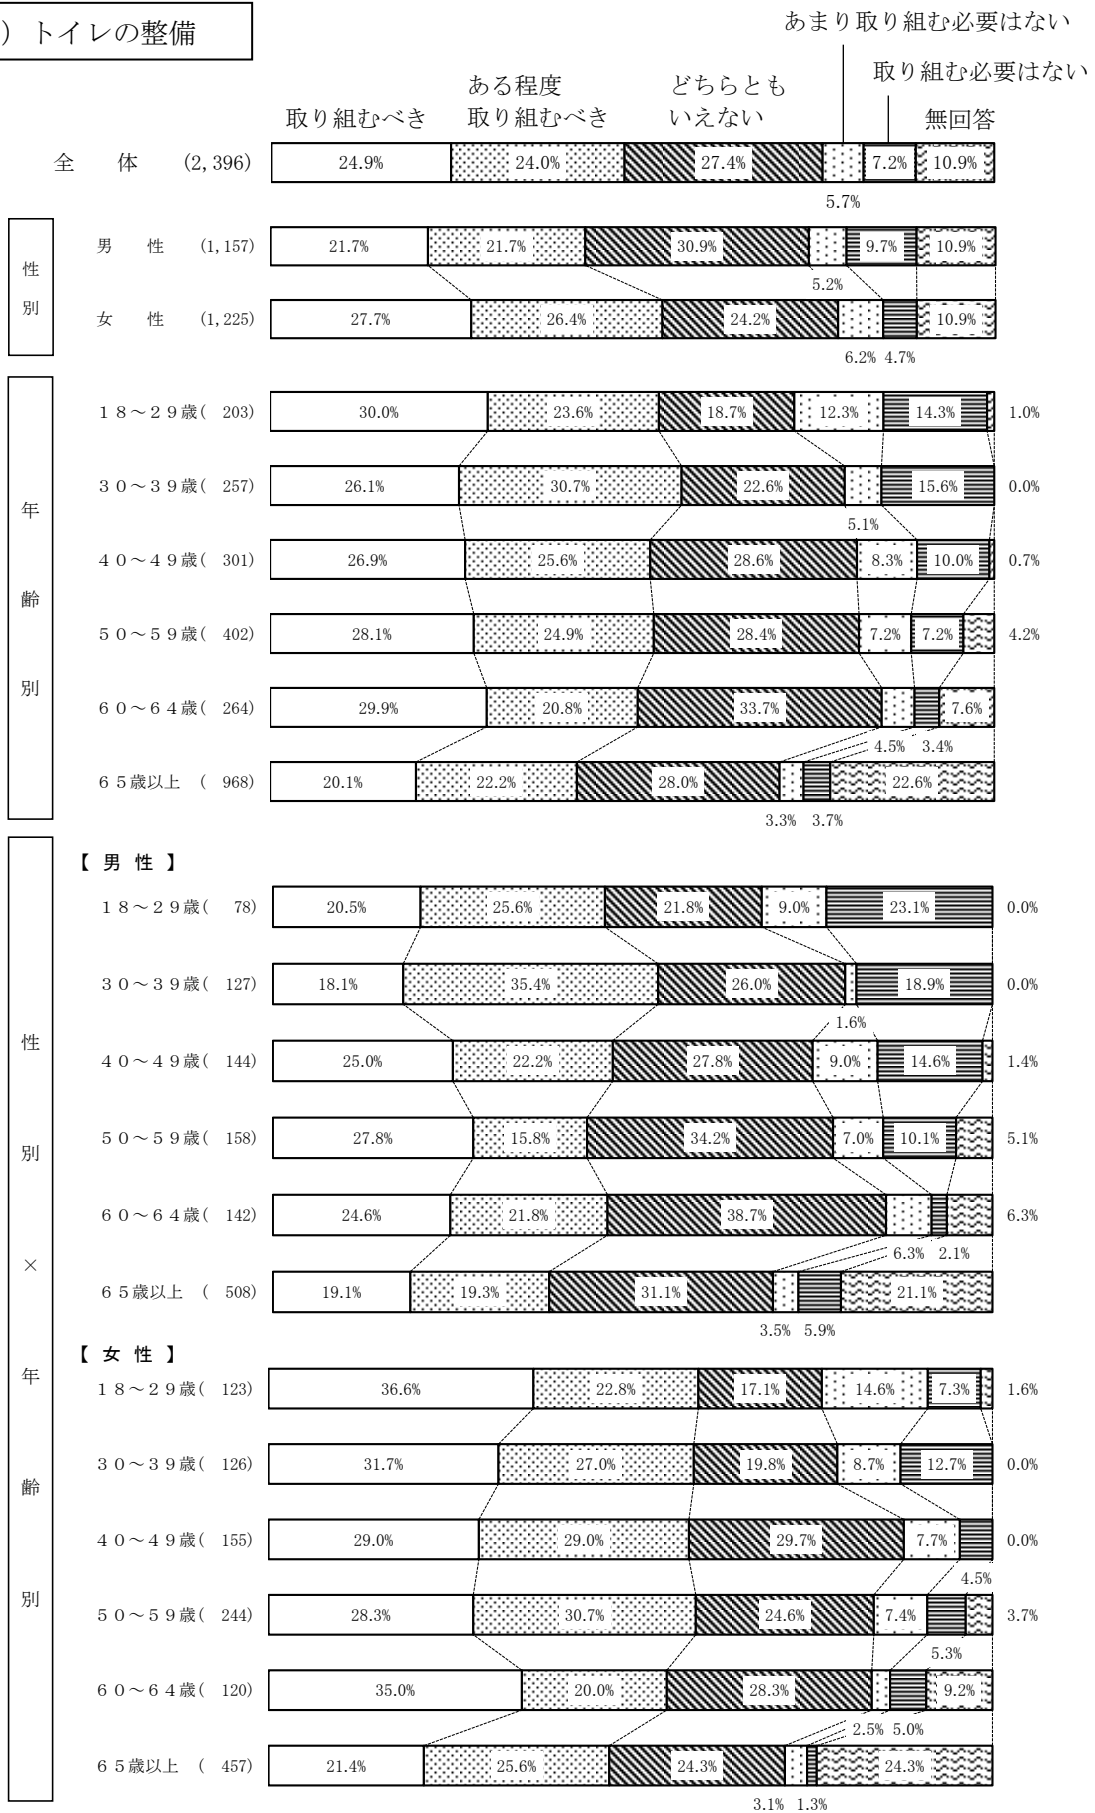 ）トイレの整備
あまり取り組む必要はない
取り組む必要はない
ある程度 どちらとも
取り組むべき 取り組むべき いえない 無回答
全 体 (2,396) 24.9% 24.0% 27.4% 7.2% 10.9%
5.7%
性別
男 性 (1,157) 21.7% 21.7% 30.9% 9.7% 10.9%
5.2%
女 性 (1,225) 27.7% 26.4% 24.2% 10.9%
6.2% 4.7%
年齢別
１８～２９歳( 203) 30.0% 23.6% 18.7% 12.3% 14.3% 1.0%
３０～３９歳( 257) 26.1% 30.7% 22.6% 15.6% 0.0%
5.1%
４０～４９歳( 301) 26.9% 25.6% 28.6% 8.3% 10.0% 0.7%
５０～５９歳( 402) 28.1% 24.9% 28.4% 7.2% 7.2% 4.2%
６０～６４歳( 264) 29.9% 20.8% 33.7% 7.6%
4.5% 3.4%
６５歳以上 ( 968) 20.1% 22.2% 28.0% 22.6%
3.3% 3.7%
性別×年齢別
【 男 性 】
１８～２９歳( 78) 20.5% 25.6% 21.8% 9.0% 23.1% 0.0%
３０～３９歳( 127) 18.1% 35.4% 26.0% 18.9% 0.0%
1.6%
４０～４９歳( 144) 25.0% 22.2% 27.8% 9.0% 14.6% 1.4%
５０～５９歳( 158) 27.8% 15.8% 34.2% 7.0% 10.1% 5.1%
６０～６４歳( 142) 24.6% 21.8% 38.7% 6.3%
6.3% 2.1%
６５歳以上 ( 508) 19.1% 19.3% 31.1% 21.1%
3.5% 5.9%
【 女 性 】
１８～２９歳( 123) 36.6% 22.8% 17.1% 14.6% 7.3% 1.6%
３０～３９歳( 126) 31.7% 27.0% 19.8% 8.7% 12.7% 0.0%
４０～４９歳( 155) 29.0% 29.0% 29.7% 7.7% 0.0%
4.5%
５０～５９歳( 244) 28.3% 30.7% 24.6% 7.4% 3.7%
5.3%
６０～６４歳( 120) 35.0% 20.0% 28.3% 9.2%
2.5% 5.0%
６５歳以上 ( 457) 21.4% 25.6% 24.3% 24.3%
3.1% 1.3%